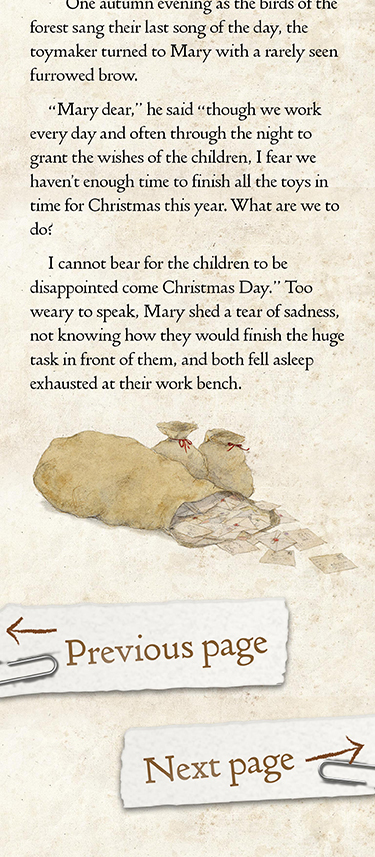 One autumn evening as the birds of the
forest sang their last song of the day, the
toymaker turned to Mary with a rarely seen
furrowed brow.
“Mary dear,” he said “though we work
every day and often through the night to
grant the wishes of the children, I fear we
haven’t enough time to finish all the toys in
time for Christmas this year. What are we to
do?
I cannot bear for the children to be
disappointed come Christmas Day.” Too
weary to speak, Mary shed a tear of sadness,
not knowing how they would finish the huge
task in front of them, and both fell asleep
exhausted at their work bench.
Previous page
Next page